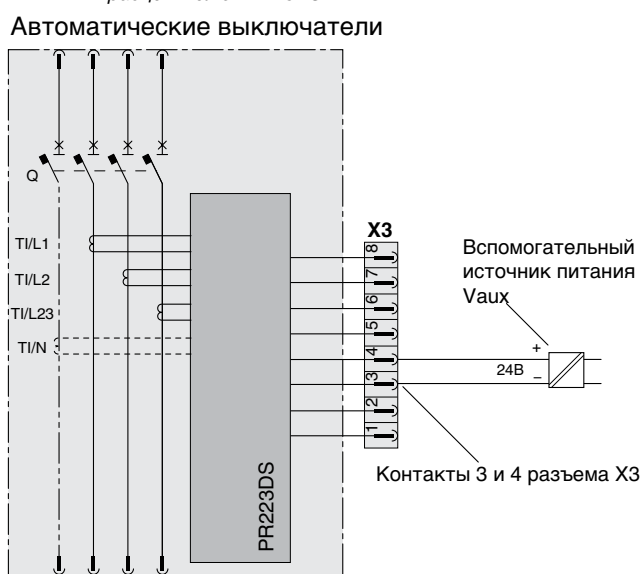 Автоматические выключатели
Q
TI/L1
TI/L2
TI/L23
TI/N
PR223DS
X3
8
7
6
5
4
3
2
1
Вспомогательный
источник питания
Vaux
+
24В
–
Контакты 3 и 4 разъема X3